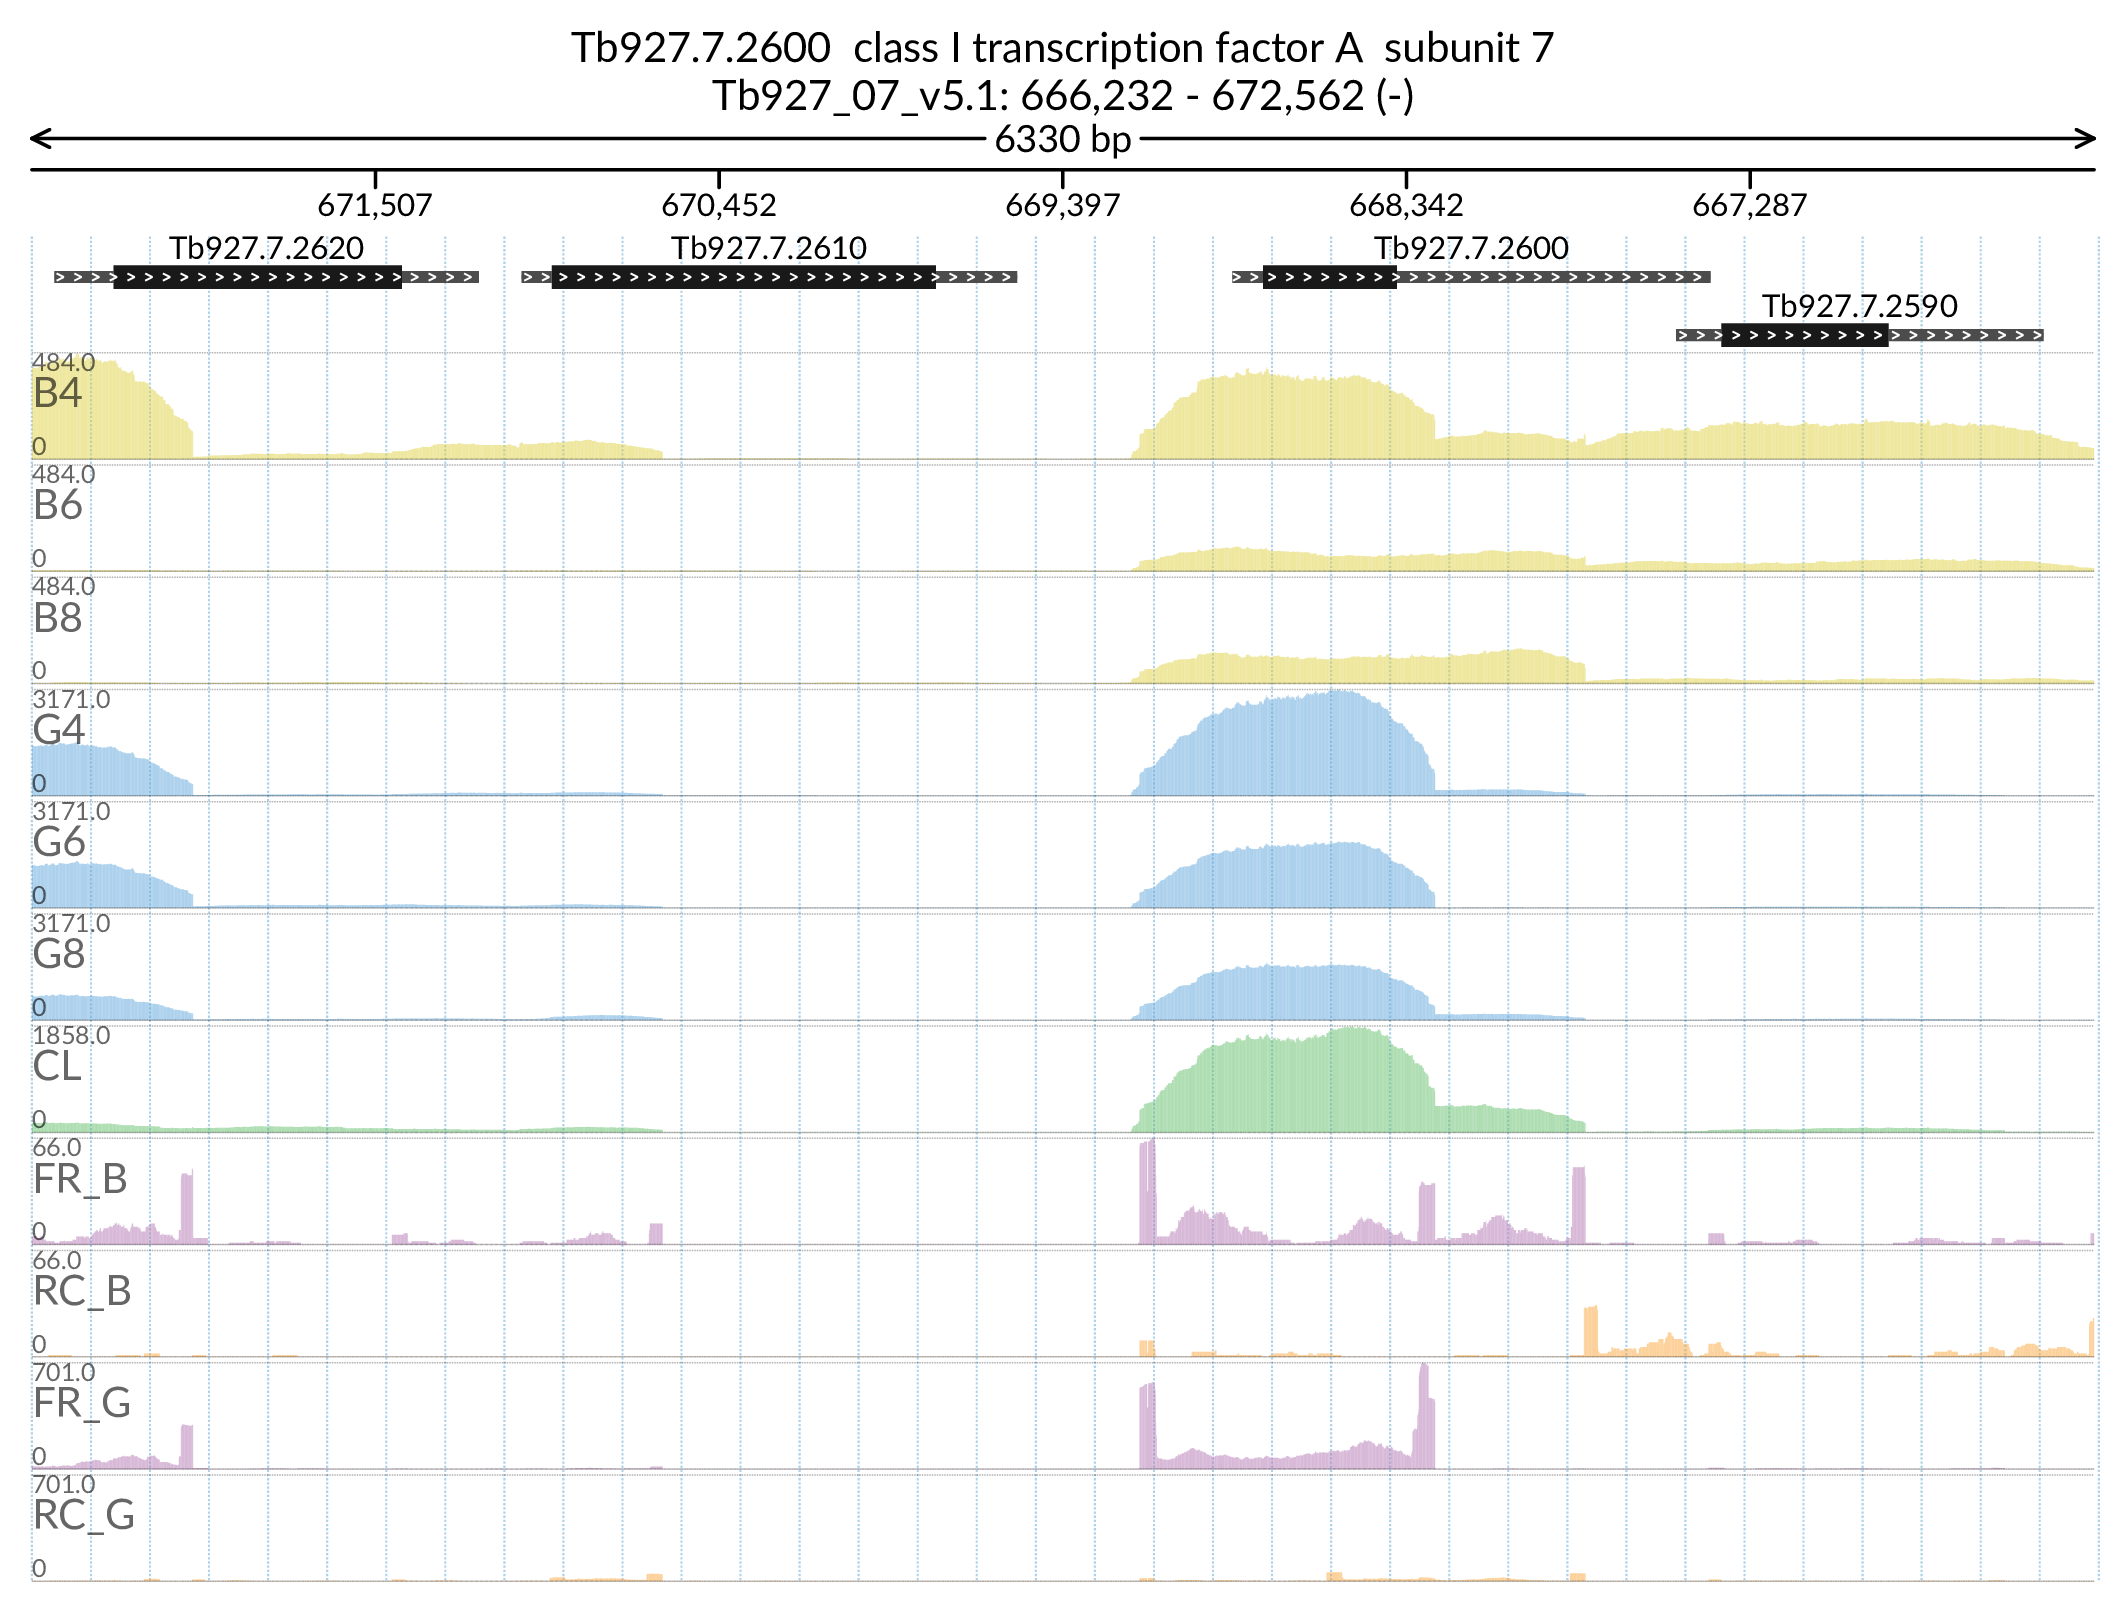 Tb927.7.2600  class I transcription factor A  subunit 7
Tb927_07_v5.1: 666,232 - 672,562 (-)
6330 bp
671,507 670,452 669,397 668,342 667,287
Tb927.7.2620 Tb927.7.2610 Tb927.7.2600
Tb927.7.2590
484.0
B4
0
484.0
B6
0
484.0
B8
0
3171.0
G4
0
3171.0
G6
0
3171.0
G8
0
1858.0
CL
0
66.0
FR_B
0
66.0
RC_B
0
701.0
FR_G
0
701.0
RC_G
0